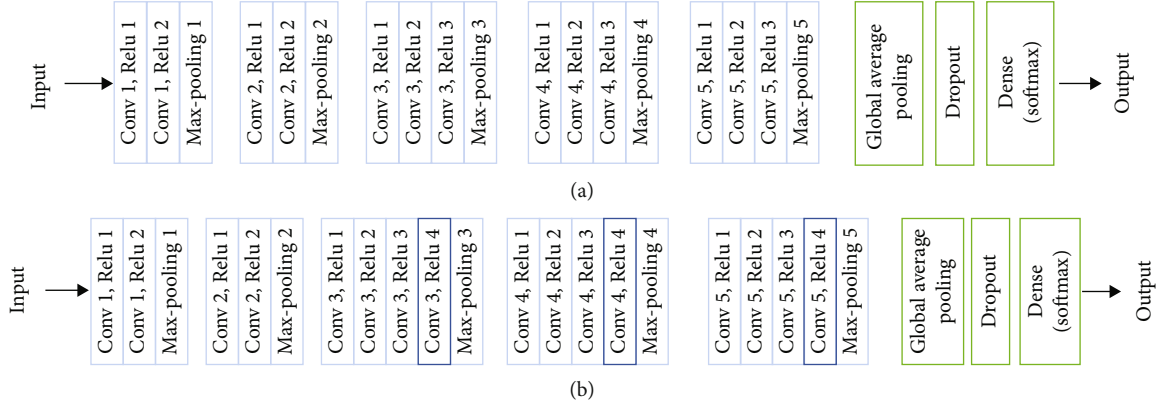 Input
Conv 1, Relu 1
Conv 1, Relu 2
Max-pooling 1
Conv 2, Relu 1
Conv 2, Relu 2
Max-pooling 2
Conv 3, Relu 1
Conv 3, Relu 2
Conv 3, Relu 3
Max-pooling 3
Conv 4, Relu 1
Conv 4, Relu 2
Conv 4, Relu 3
Max-pooling 4
Conv 5, Relu 1
Conv 5, Relu 2
Conv 5, Relu 3
Max-pooling 5
Global average
pooling
Dropout
Dense
(softmax)
Output
(a)
Input
Conv 1, Relu 1
Conv 1, Relu 2
Max-pooling 1
Conv 2, Relu 1
Conv 2, Relu 2
Max-pooling 2
Conv 3, Relu 1
Conv 3, Relu 2
Conv 3, Relu 3
Conv 3, Relu 4
Max-pooling 3
Conv 4, Relu 1
Conv 4, Relu 2
Conv 4, Relu 3
Conv 4, Relu 4
Max-pooling 4
Conv 5, Relu 1
Conv 5, Relu 2
Conv 5, Relu 3
Conv 5, Relu 4
Max-pooling 5
Global average
pooling
Dropout
Dense
(softmax)
Output
(b)